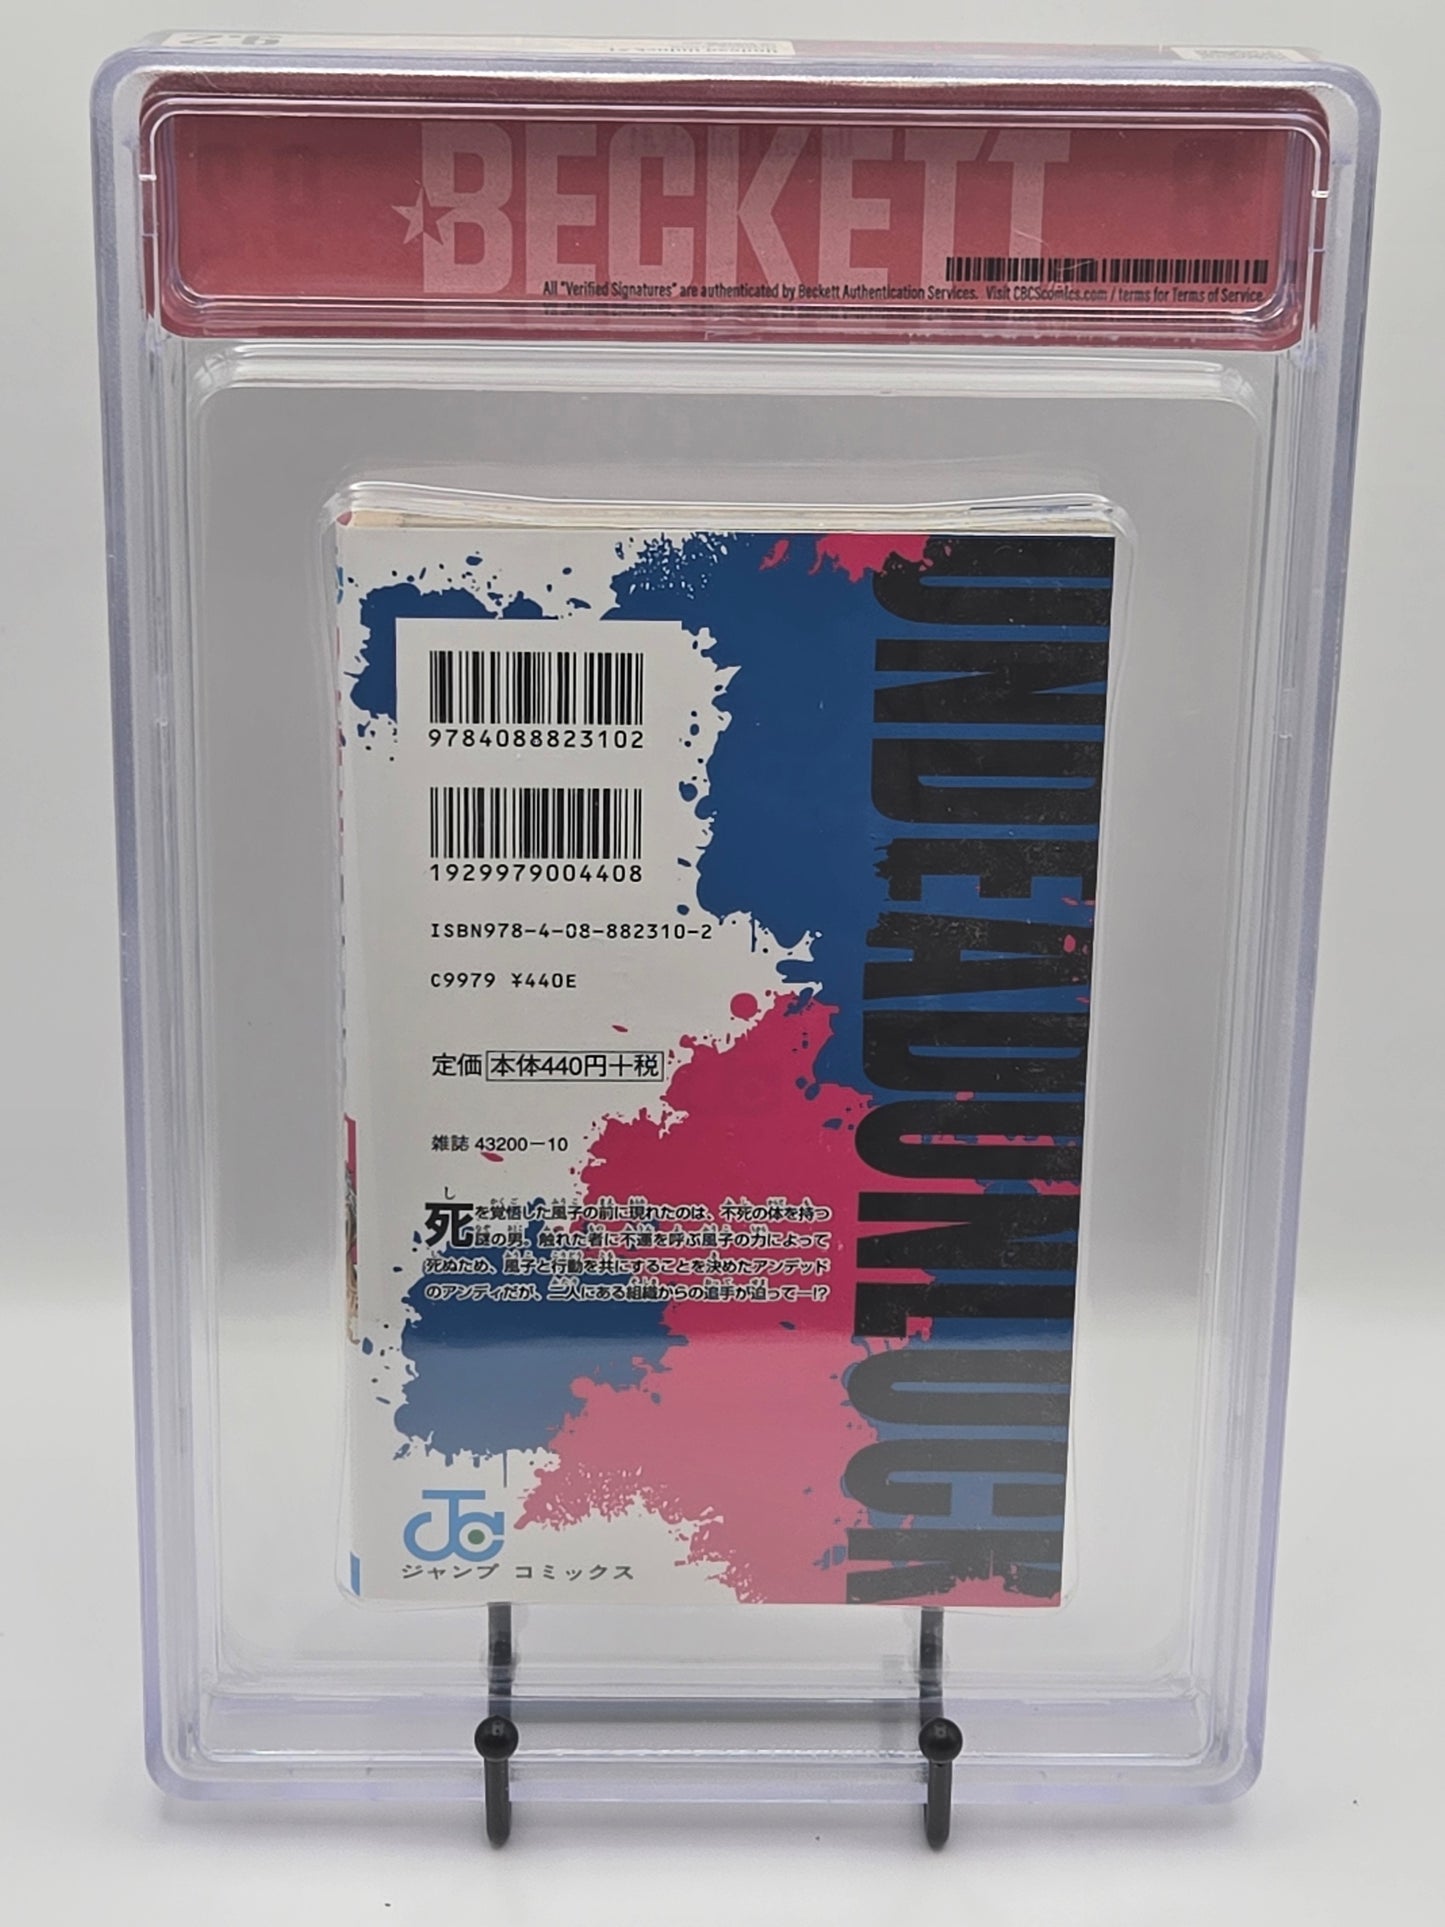 9.2
Undead Unluck #1
BECKETT
All "Verified Signatures" are authenticated by Beckett Authentication Services. Visit CBCScomics.com / terms for Terms of Service
9784088823102
1929979004408
ISBN978-4-08-882310-2
C9979 ¥440E
定価 本体440円+税
雑誌 43200-10
死を覚悟した風子の前に現れたのは、不死の体を持つ
謎の男。触れた者に不運を呼ぶ風子の力によって
死ぬため、風子と行動を共にすることを決めたアンデッド
のアンディだが、二人にある組織からの追手が迫って―!?
UNDEADUNLUCK
JC
ジャンプ コミックス